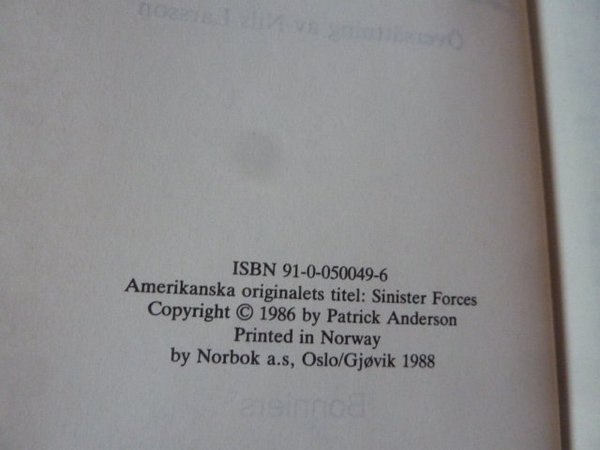 Översättning av Nils Larsson
ISBN 91-0-050049-6
Amerikanska originalets titel: Sinister Forces
Copyright © 1986 by Patrick Anderson
Printed in Norway
by Norbok a.s, Oslo/Gjøvik 1988
Bonniers